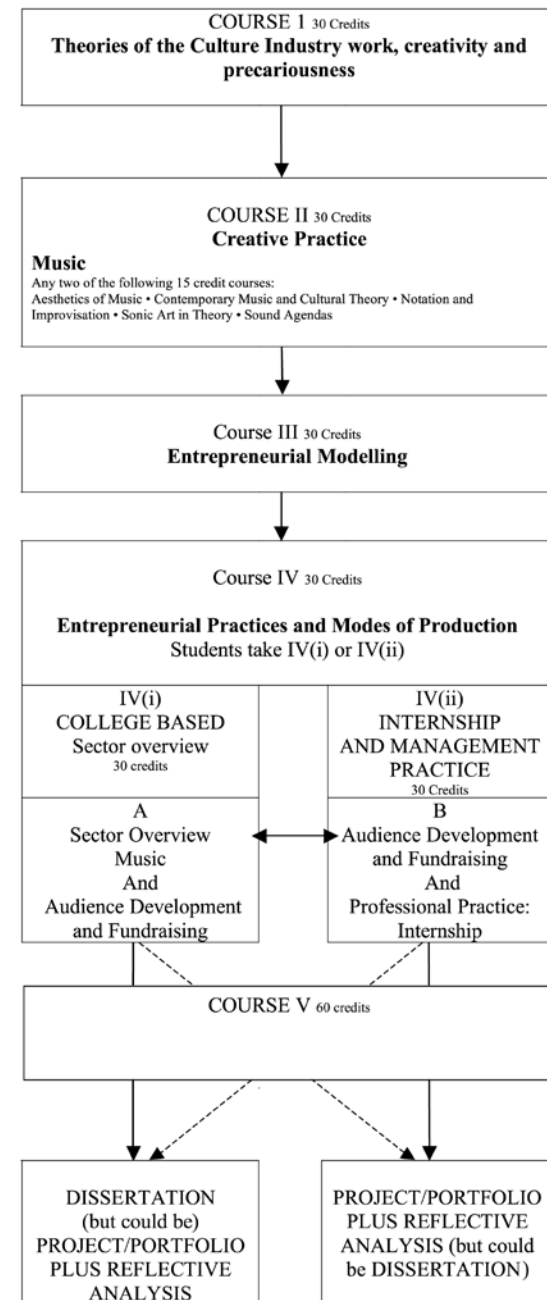 COURSE 1 30 Credits
Theories of the Culture Industry work, creativity and
precariousness
COURSE II 30 Credits
Creative Practice
Music
Any two of the following 15 credit courses:
Aesthetics of Music • Contemporary Music and Cultural Theory • Notation and
Improvisation • Sonic Art in Theory • Sound Agendas
Course III 30 Credits
Entrepreneurial Modelling
Course IV 30 Credits
Entrepreneurial Practices and Modes of Production
Students take IV(i) or IV(ii)
IV(i)
COLLEGE BASED
Sector overview
30 credits
IV(ii)
INTERNSHIP
AND MANAGEMENT
PRACTICE
30 Credits
A
Sector Overview
Music
And
Audience Development
and Fundraising
B
Audience Development
and Fundraising
And
Professional Practice:
Internship
COURSE V 60 credits
DISSERTATION
(but could be)
PROJECT/PORTFOLIO
PLUS REFLECTIVE
ANALYSIS
PROJECT/PORTFOLIO
PLUS REFLECTIVE
ANALYSIS (but could
be DISSERTATION)